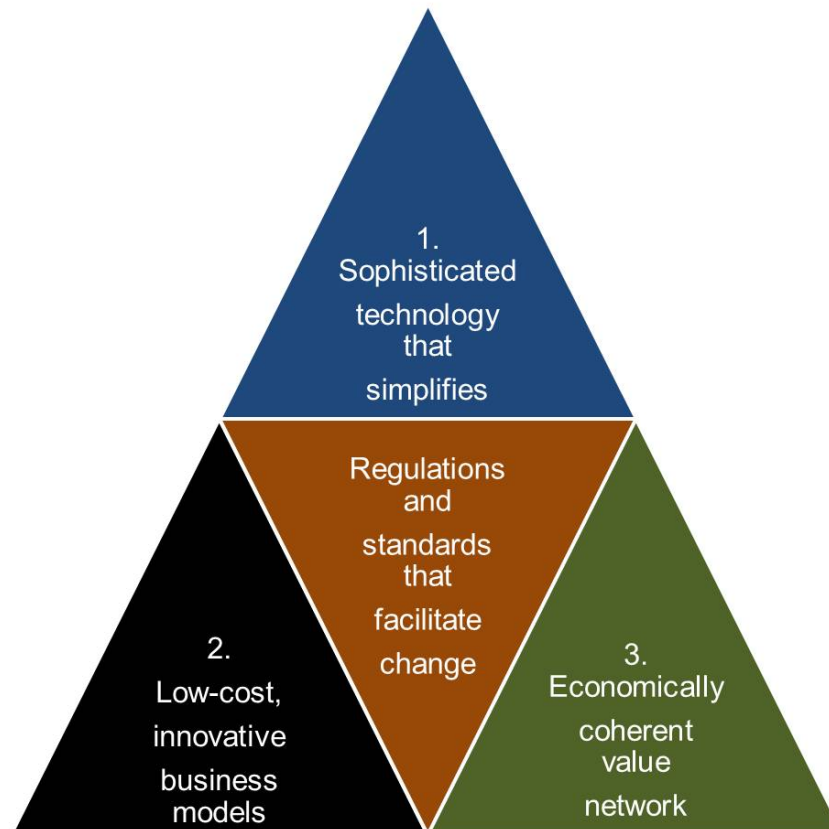 1.
Sophisticated
technology
that
simplifies
Regulations
and
standards
that
facilitate
change
2.
Low-cost,
innovative
business
models
3.
Economically
coherent
value
network